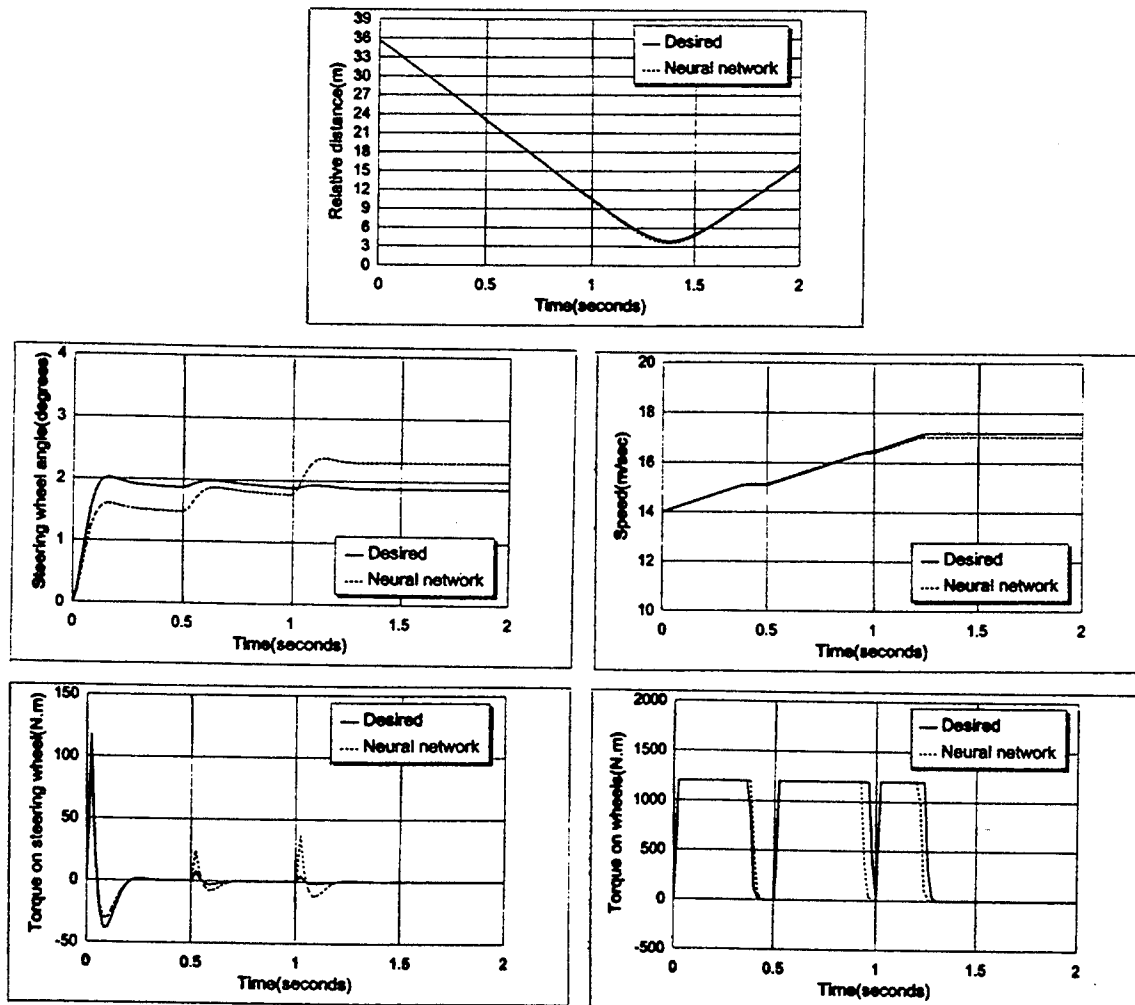 39
36
33
30
27
24
21
18
15
12
9
6
3
0
Relative distance(m)
Desired
Neural network
0 0.5 1 1.5 2
Time(seconds)
4
3
2
1
0
Steering wheel angle(degrees)
Desired
Neural network
0 0.5 1 1.5 2
Time(seconds)
20
18
16
14
12
10
Speed(m/sec)
Desired
Neural network
0 0.5 1 1.5 2
Time(seconds)
150
100
50
0
-50
Torque on steering wheel(N.m)
Desired
Neural network
0 0.5 1 1.5 2
Time(seconds)
2000
1500
1000
500
0
-500
Torque on wheels(N.m)
Desired
Neural network
0 0.5 1 1.5 2
Time(seconds)